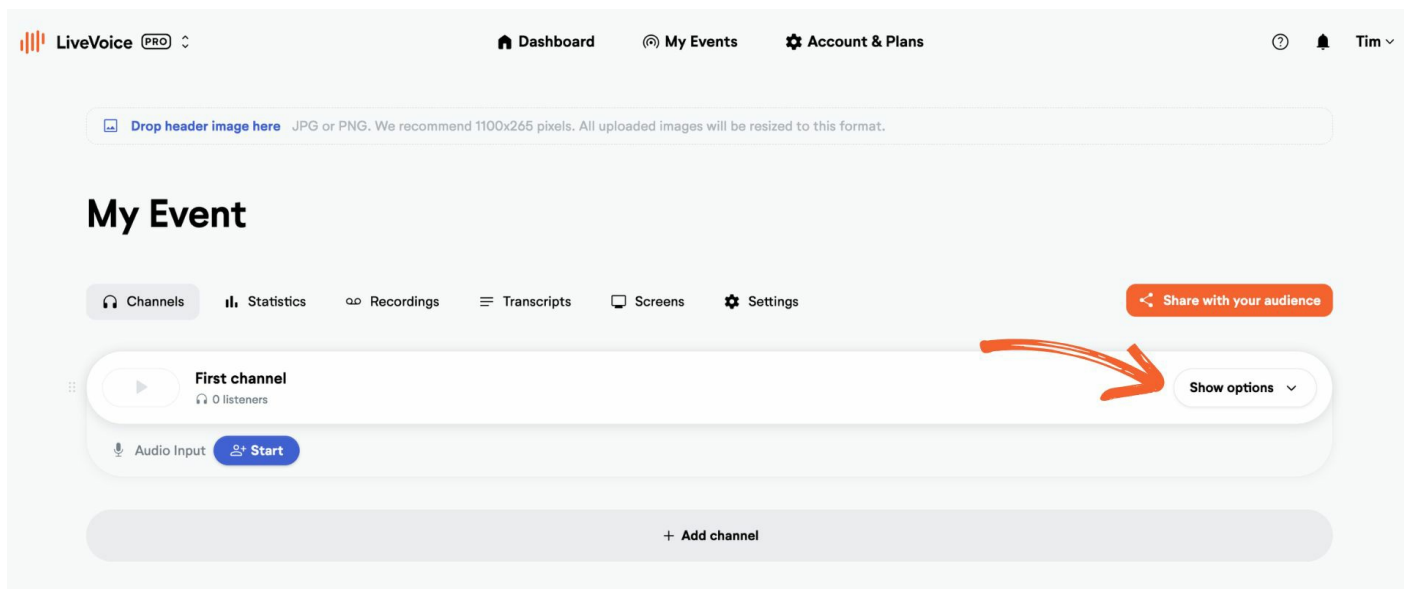 LiveVoice PRO Dashboard My Events Account & Plans Tim
Drop header image here JPG or PNG. We recommend 1100x265 pixels. All uploaded images will be resized to this format.
My Event
Channels Statistics Recordings Transcripts Screens Settings Share with your audience
First channel
0 listeners
Show options
Audio Input Start
+ Add channel